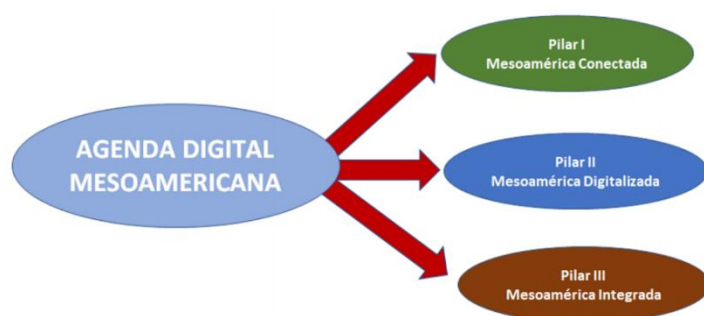 AGENDA DIGITAL
MESOAMERICANA
Pilar I
Mesoamérica Conectada
Pilar II
Mesoamérica Digitalizada
Pilar III
Mesoamérica Integrada